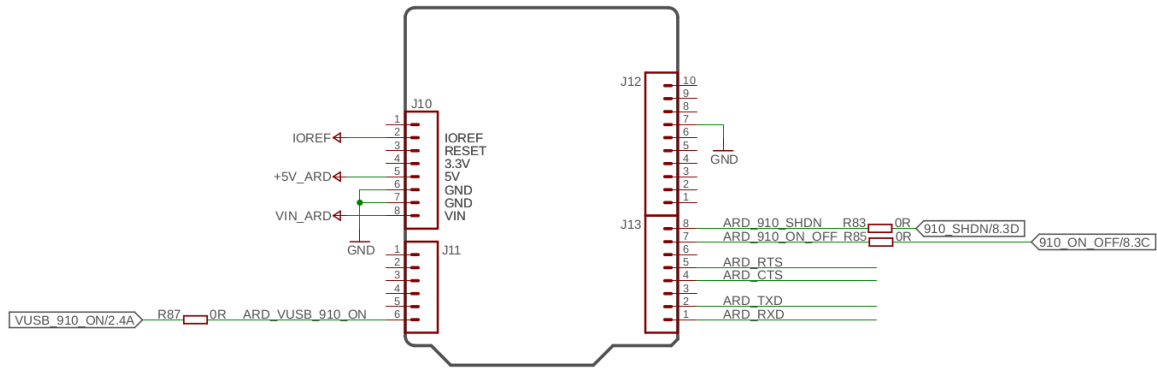 J10
1
2
3
4
5
6
7
8
IOREF
RESET
3.3V
5V
GND
GND
VIN
IOREF
+5V_ARD
VIN_ARD
GND
J11
1
2
3
4
5
6
VUSB_910_ON/2.4A
R87
0R
ARD_VUSB_910_ON
J12
10
9
8
7
6
5
4
3
2
1
GND
J13
8
7
6
5
4
3
2
1
ARD_910_SHDN
R83
0R
910_SHDN/8.3D
ARD_910_ON_OFF
R85
0R
910_ON_OFF/8.3C
ARD_RTS
ARD_CTS
ARD_TXD
ARD_RXD